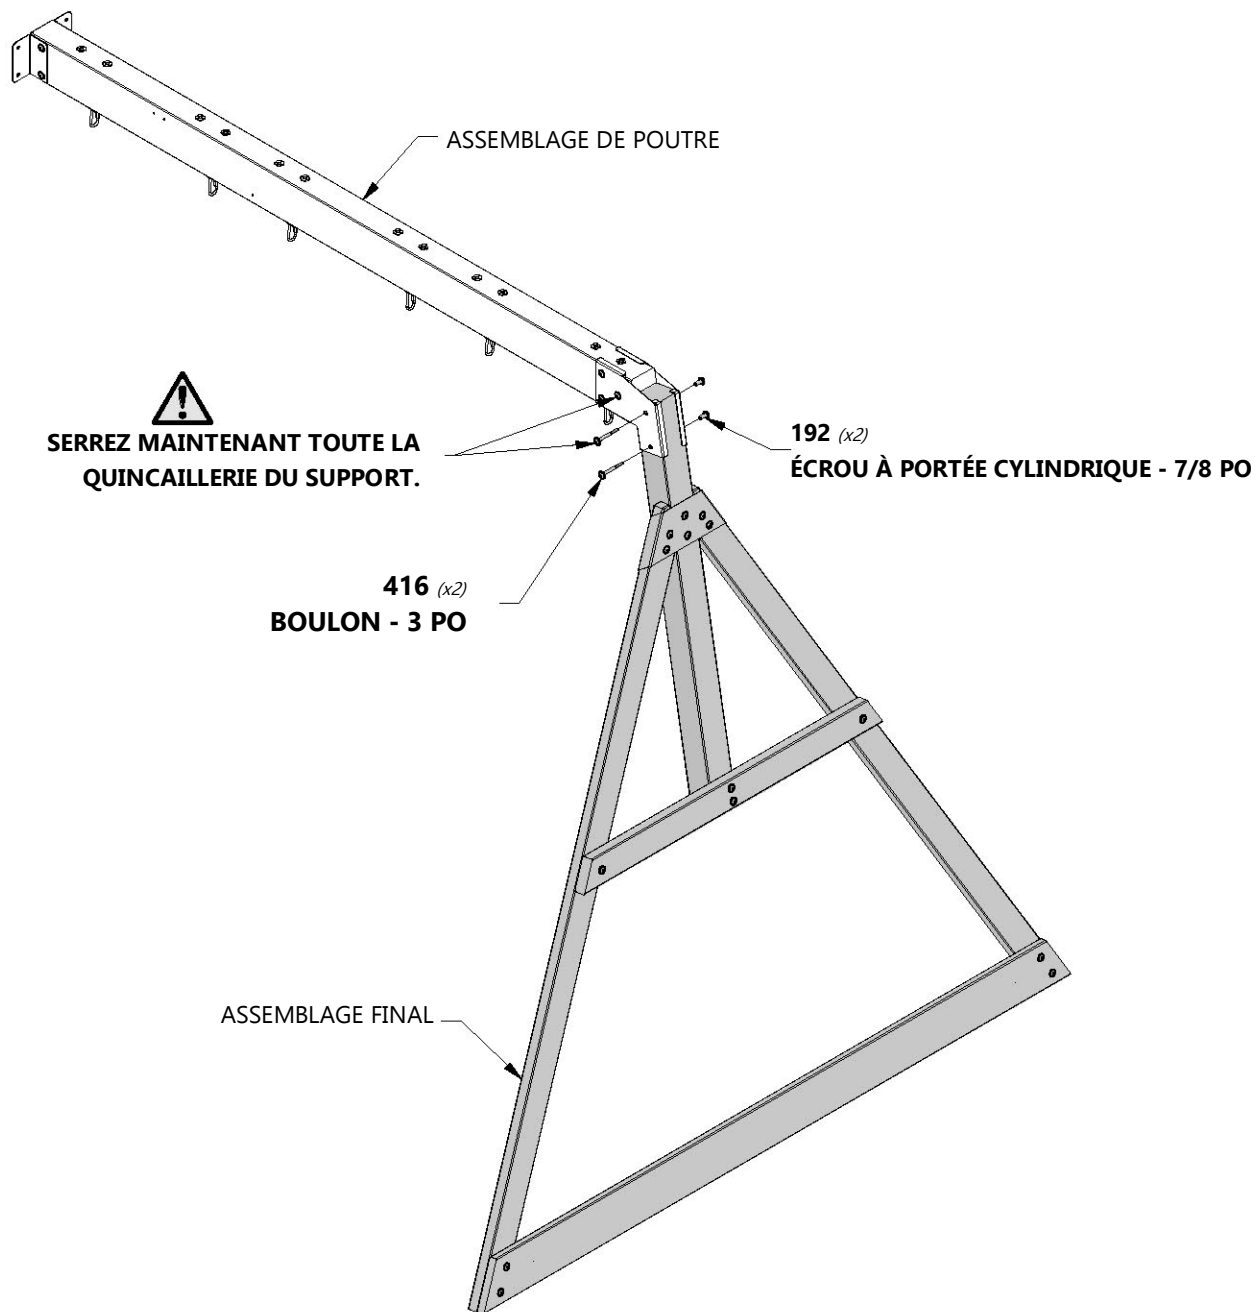 ASSEMBLAGE DE POUTRE
SERREZ MAINTENANT TOUTE LA
QUINCAILLERIE DU SUPPORT.
192 (x2)
ÉCROU À PORTÉE CYLINDRIQUE - 7/8 PO
416 (x2)
BOULON - 3 PO
ASSEMBLAGE FINAL